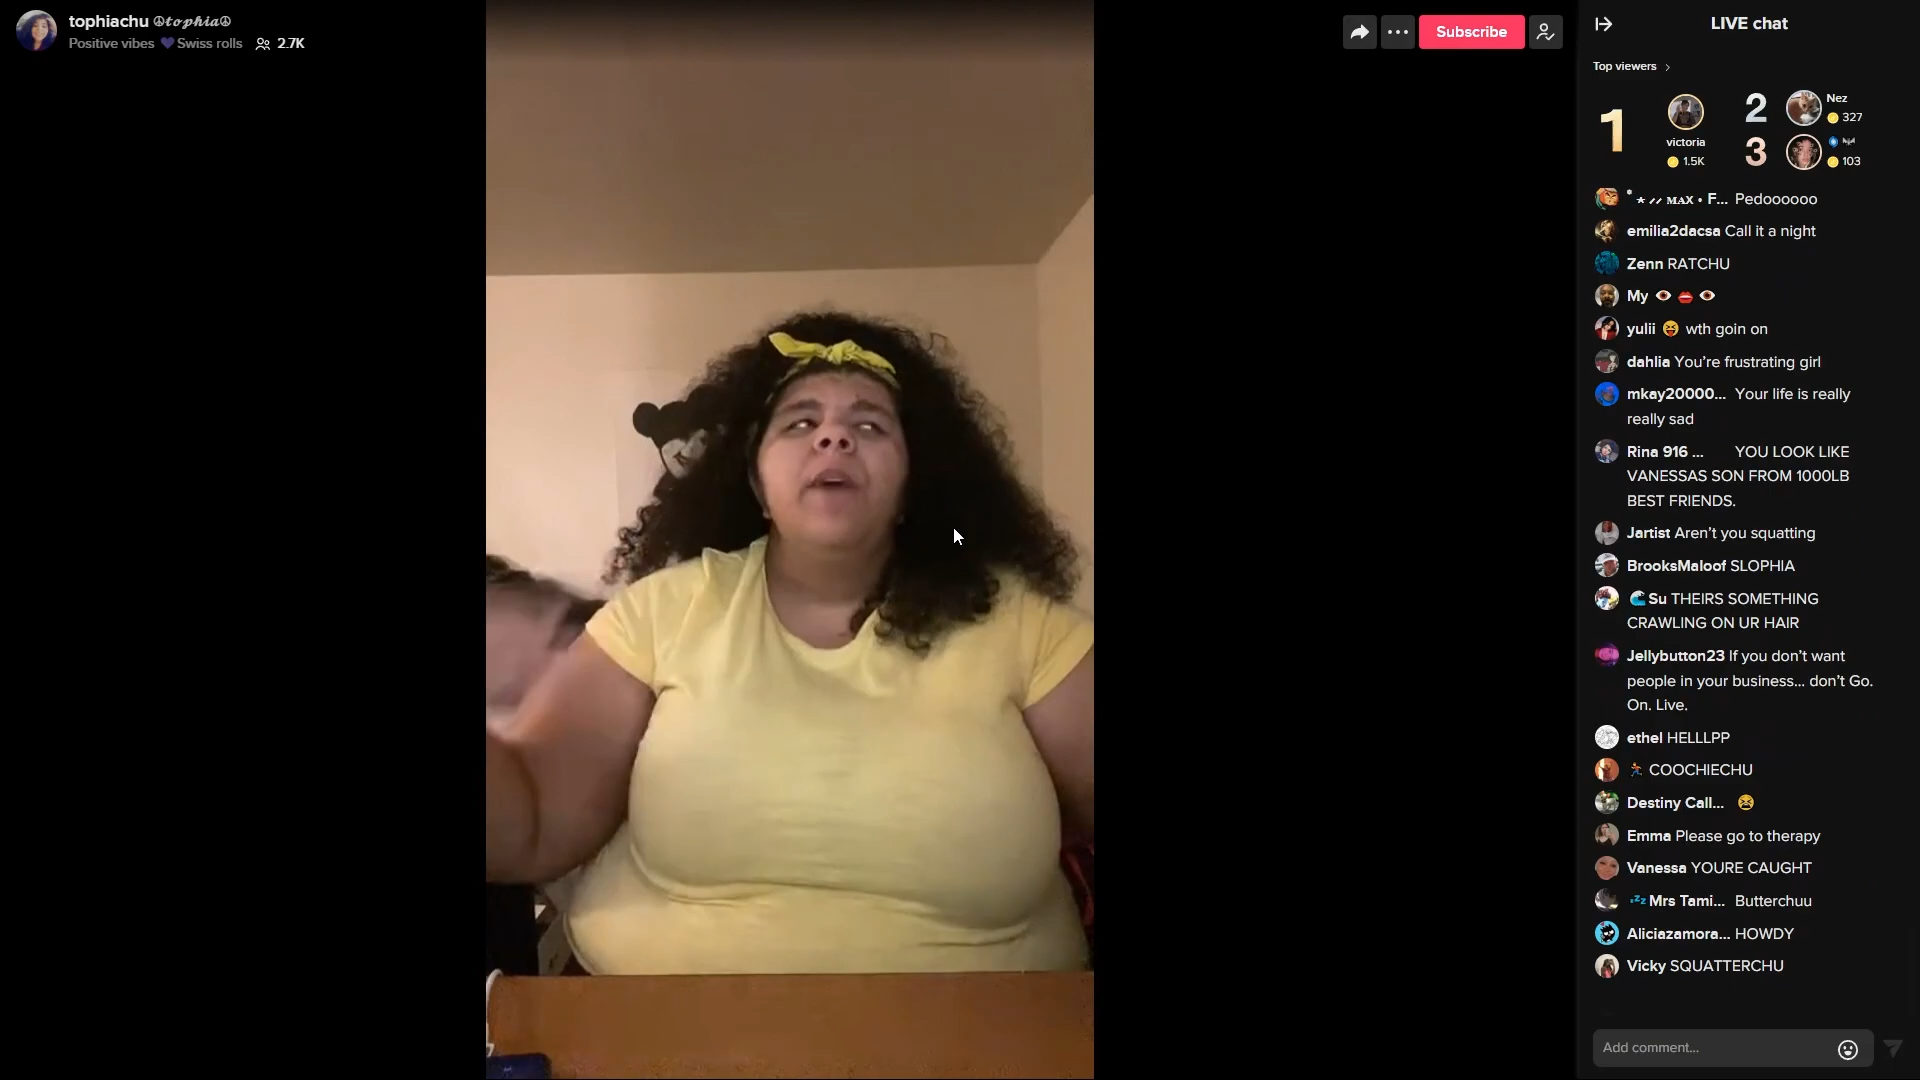 tophiachu ☮𝓽𝓸𝓹𝓱𝓲𝓪☮
Positive vibes 💜Swiss rolls 2.7K
Subscribe
LIVE chat
Top viewers >
1
victoria
1.5K
2
Nez
327
3
103
MAX • F... Pedoooooo
emilia2dacsa Call it a night
Zenn RATCHU
My 👁️ 👄 👁️
yulii 😝 wth goin on
dahlia You're frustrating girl
mkay20000... Your life is really
really sad
Rina 916 ... YOU LOOK LIKE
VANESSAS SON FROM 1000LB
BEST FRIENDS.
Jartist Aren't you squatting
BrooksMaloof SLOPHIA
🌊Su THEIRS SOMETHING
CRAWLING ON UR HAIR
Jellybutton23 If you don't want
people in your business... don't Go.
On. Live.
ethel HELLLPP
COOCHIECHU
Destiny Call... 😫
Emma Please go to therapy
Vanessa YOURE CAUGHT
💤Mrs Tami... Butterchuu
Aliciazamora... HOWDY
Vicky SQUATTERCHU
Add comment...